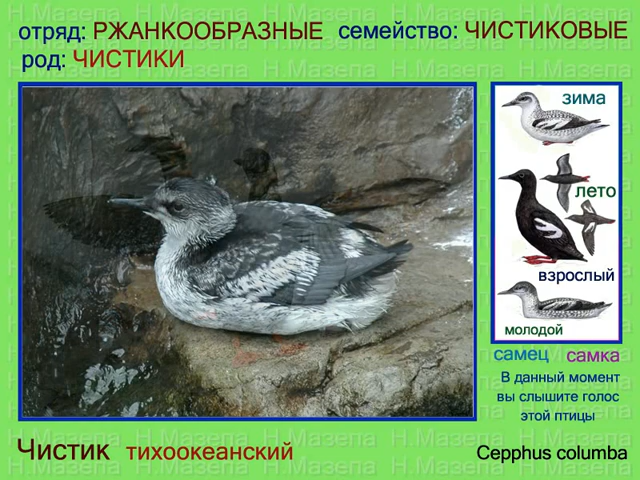 отряд: РЖАНКООБРАЗНЫЕ семейство: ЧИСТИКОВЫЕ
род: ЧИСТИКИ
зима
лето
взрослый
молодой
самец самка
В данный момент
вы слышите голос
этой птицы
Чистик тихоокеанский Cepphus columba
Н.Мазепа